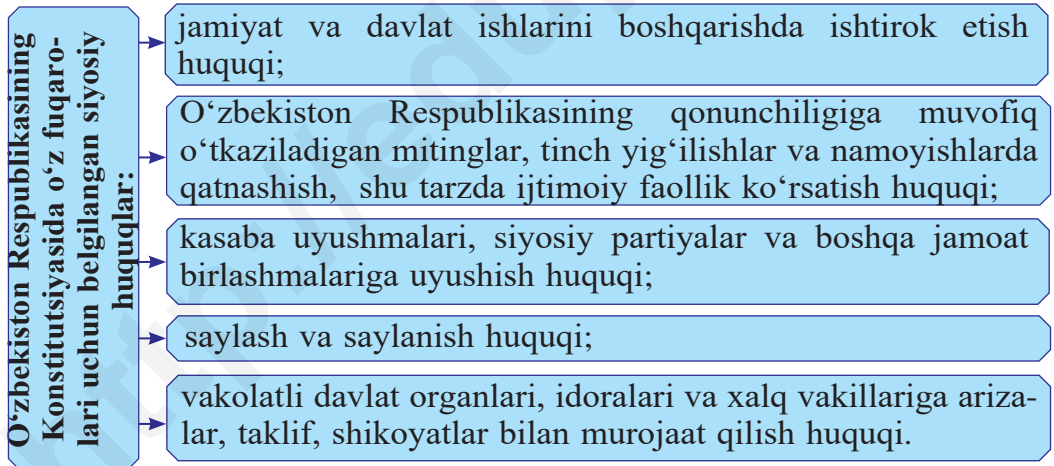 O‘zbekiston Respublikasining
Konstitutsiyasida o‘z fuqaro-
lari uchun belgilangan siyosiy
huquqlar:
jamiyat va davlat ishlarini boshqarishda ishtirok etish
huquqi;
O‘zbekiston Respublikasining qonunchiligiga muvofiq
o‘tkaziladigan mitinglar, tinch yig‘ilishlar va namoyishlarda
qatnashish, shu tarzda ijtimoiy faollik ko‘rsatish huquqi;
kasaba uyushmalari, siyosiy partiyalar va boshqa jamoat
birlashmalariga uyushish huquqi;
saylash va saylanish huquqi;
vakolatli davlat organlari, idoralari va xalq vakillariga ariza-
lar, taklif, shikoyatlar bilan murojaat qilish huquqi.
http://edu